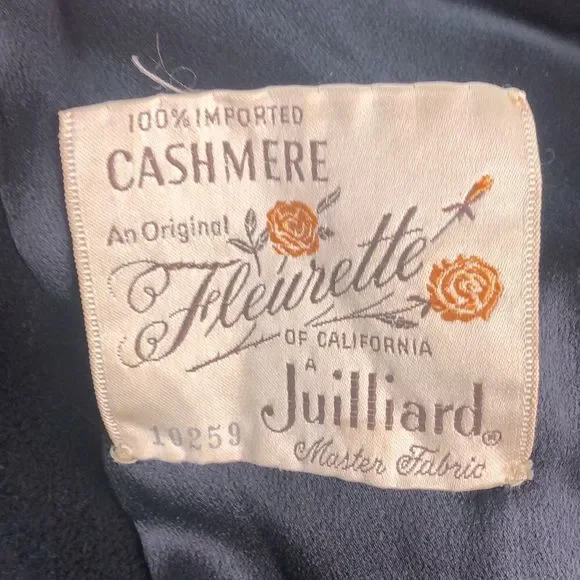 100% IMPORTED
CASHMERE
An Original
Fleurette
OF CALIFORNIA
A
Juilliard®
10259
Master Fabric